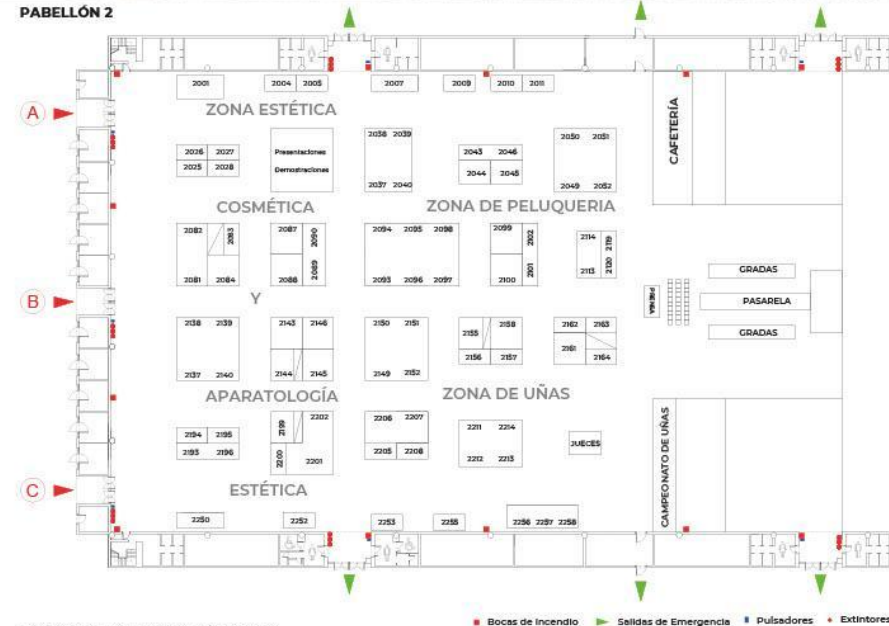 PABELLÓN 2
2001
2004 2005
2007
2009
2010 2011
A
ZONA ESTÉTICA
CAFETERÍA
2026 2027
2025 2028
Presentaciones
Demostraciones
2038 2039
2037 2040
2043 2046
2044 2045
2050 2051
2049 2052
COSMÉTICA
ZONA DE PELUQUERIA
2082 2083
2081 2084
2087 2090
2088 2089
2094 2095 2098
2093 2096 2097
2099 2102
2100 2101
2114 2119
2113 2120
GRADAS
PRENSA
PASARELA
GRADAS
B
Y
2138 2139
2137 2140
2143 2146
2144 2145
2150 2151
2149 2152
2155 2158
2156 2157
2162 2163
2161 2164
APARATOLOGÍA
ZONA DE UÑAS
2194 2195
2193 2196
2199 2202
2200 2201
2206 2207
2205 2208
2211 2214
2212 2213
JUECES
CAMPEONATO DE UÑAS
C
ESTÉTICA
2250
2252
2253
2255
2256 2257 2258
Bocas de Incendio
Salidas de Emergencia
Pulsadores
Extintores